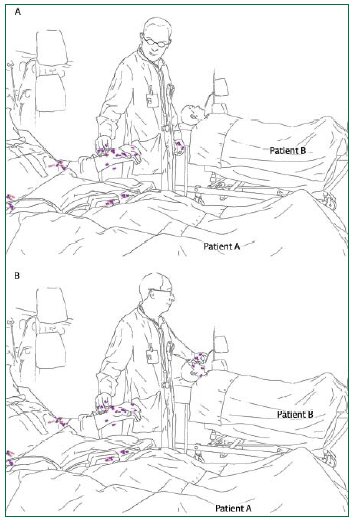 A
Patient B
Patient A
B
Patient B
Patient A